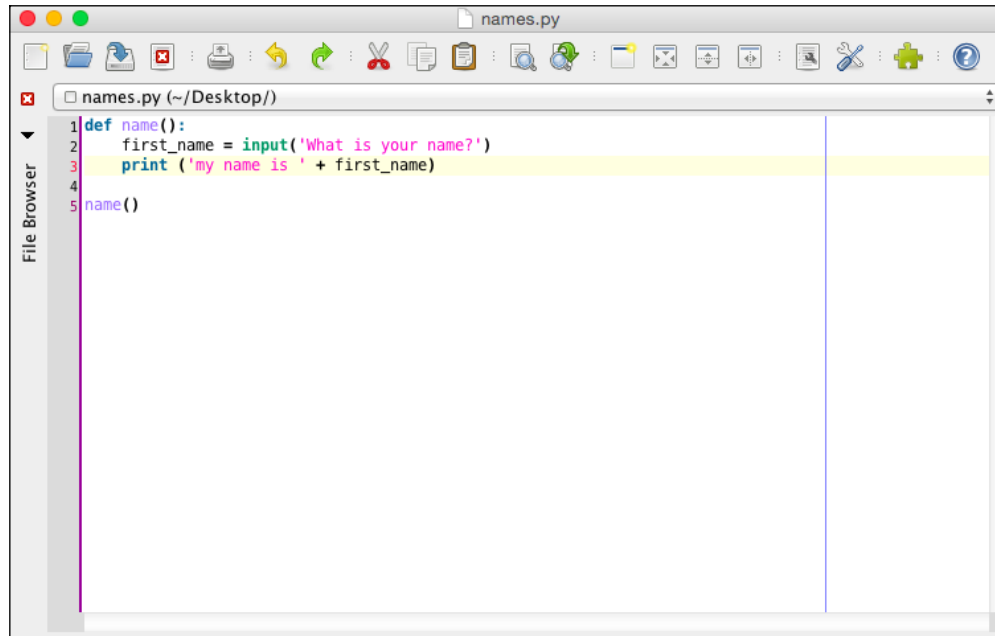 names.py
names.py (~/Desktop/)
File Browser
1 def name():
2     first_name = input('What is your name?')
3     print ('my name is ' + first_name)
4
5 name()